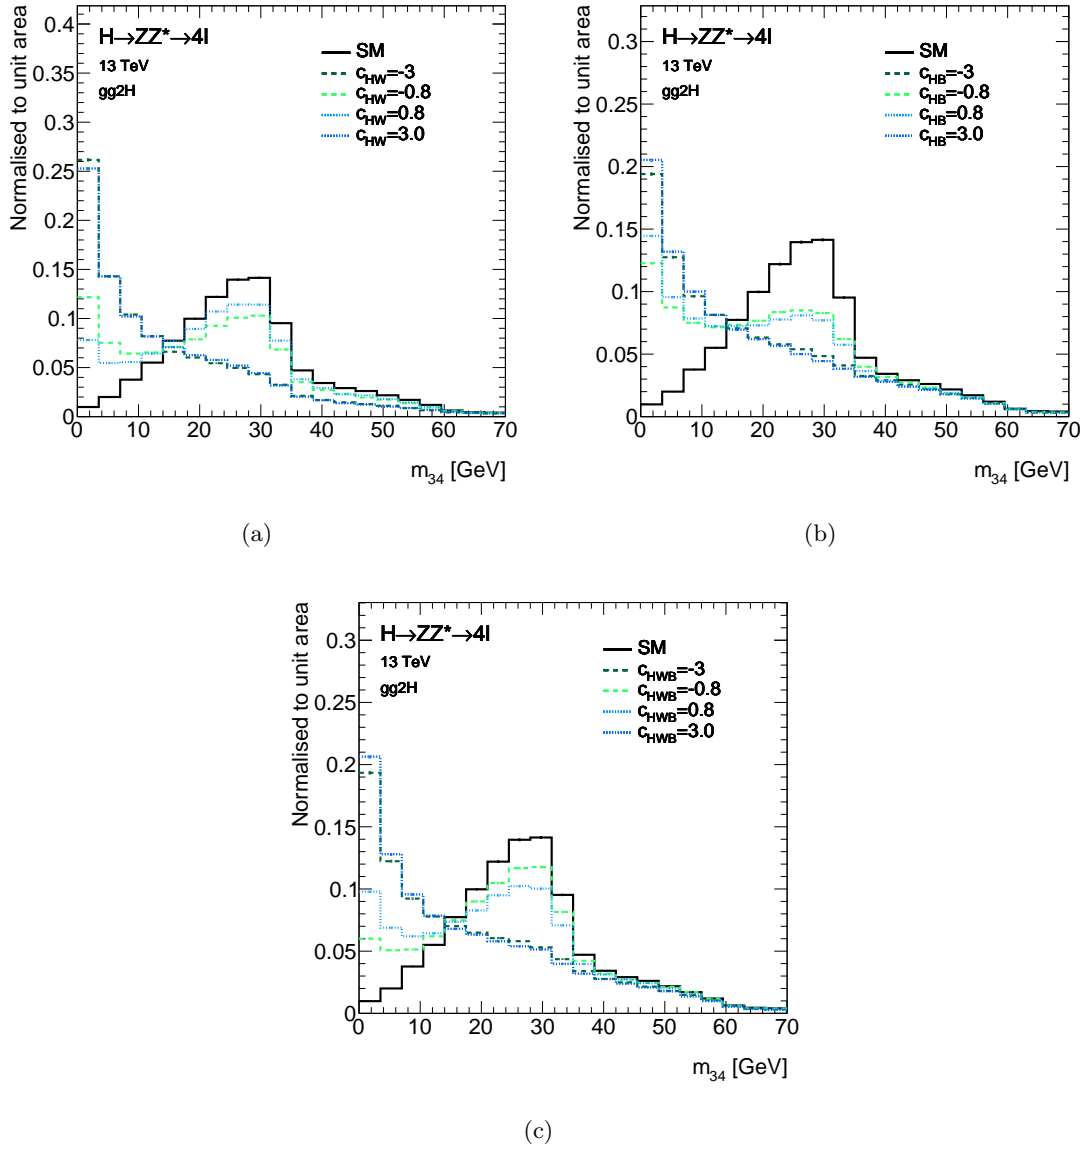 Normalised to unit area
H→ZZ*→4l
13 TeV
gg2H
SM
c_HW=-3
c_HW=-0.8
c_HW=0.8
c_HW=3.0
0.4
0.35
0.3
0.25
0.2
0.15
0.1
0.05
0
0 10 20 30 40 50 60 70
m_34 [GeV]
(a)
Normalised to unit area
H→ZZ*→4l
13 TeV
gg2H
SM
c_HB=-3
c_HB=-0.8
c_HB=0.8
c_HB=3.0
0.3
0.25
0.2
0.15
0.1
0.05
0
0 10 20 30 40 50 60 70
m_34 [GeV]
(b)
Normalised to unit area
H→ZZ*→4l
13 TeV
gg2H
SM
c_HWB=-3
c_HWB=-0.8
c_HWB=0.8
c_HWB=3.0
0.3
0.25
0.2
0.15
0.1
0.05
0
0 10 20 30 40 50 60 70
m_34 [GeV]
(c)